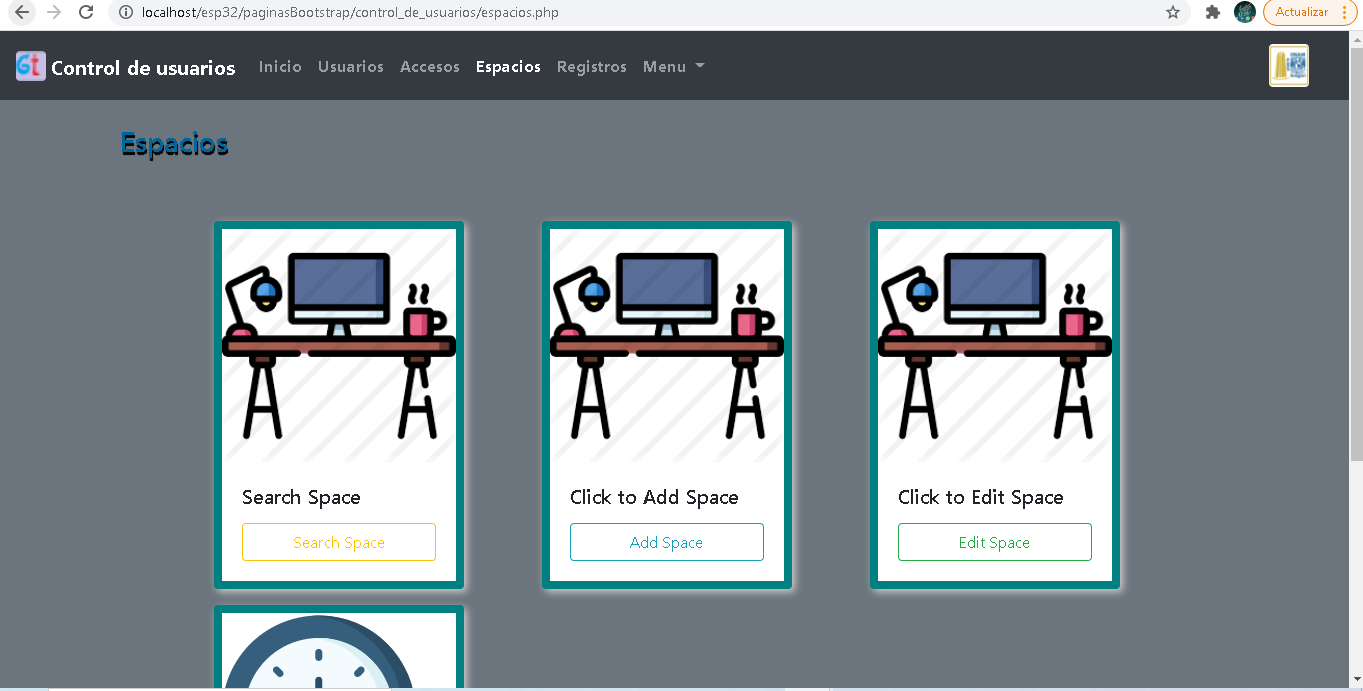 localhost/esp32/paginasBootstrap/control_de_usuarios/espacios.php
Actualizar
Gt Control de usuarios Inicio Usuarios Accesos Espacios Registros Menu
Espacios
Search Space
Search Space
Click to Add Space
Add Space
Click to Edit Space
Edit Space